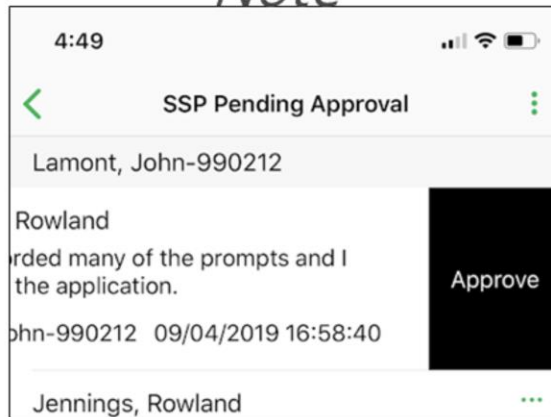 Note
4:49
SSP Pending Approval
Lamont, John-990212
Rowland
rded many of the prompts and I
the application.
Approve
ohn-990212 09/04/2019 16:58:40
Jennings, Rowland